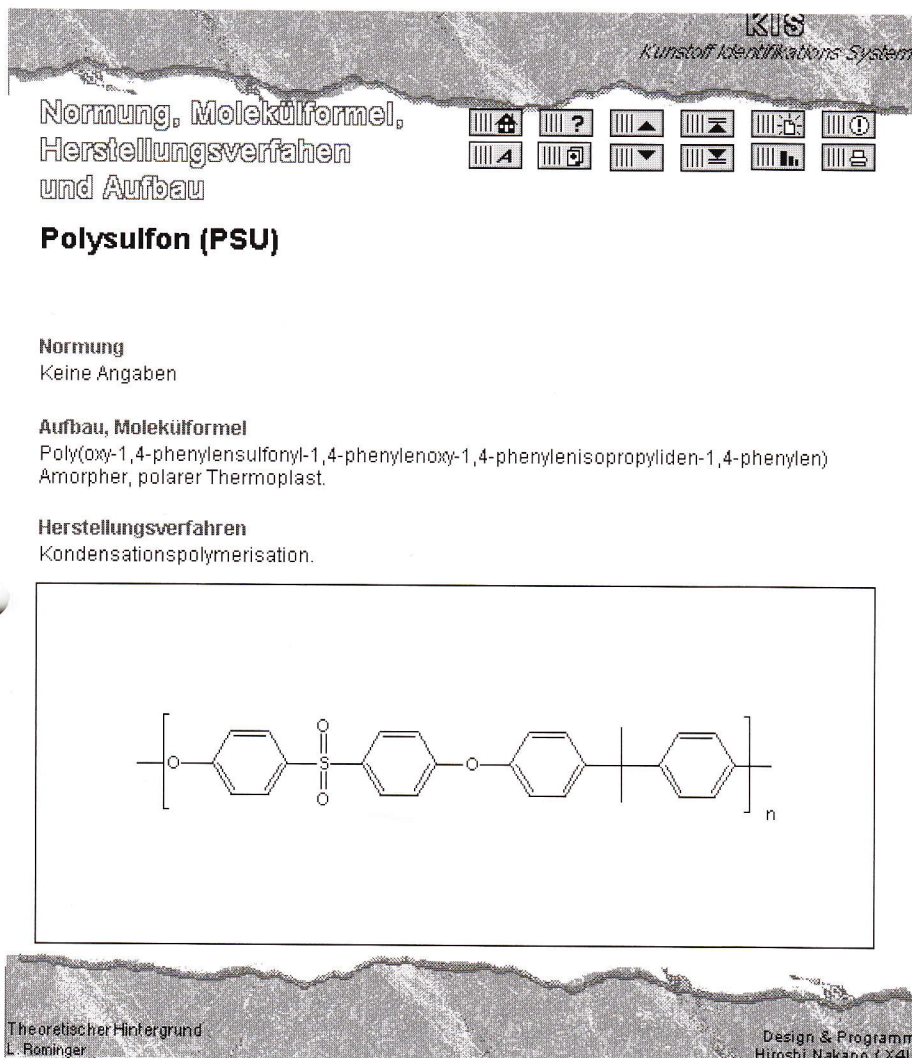 KIS
Kunstoff Identifikations System
Normung, Molekülformel,
Herstellungsverfahen
und Aufbau
Polysulfon (PSU)
Normung
Keine Angaben
Aufbau, Molekülformel
Poly(oxy-1,4-phenylensulfonyl-1,4-phenylenoxy-1,4-phenylenisopropyliden-1,4-phenylen)
Amorpher, polarer Thermoplast.
Herstellungsverfahren
Kondensationspolymerisation.
O
O S O
O
n
Theoretischer Hintergrund
L. Rominger
Design & Programm
Hiroshi Nakano